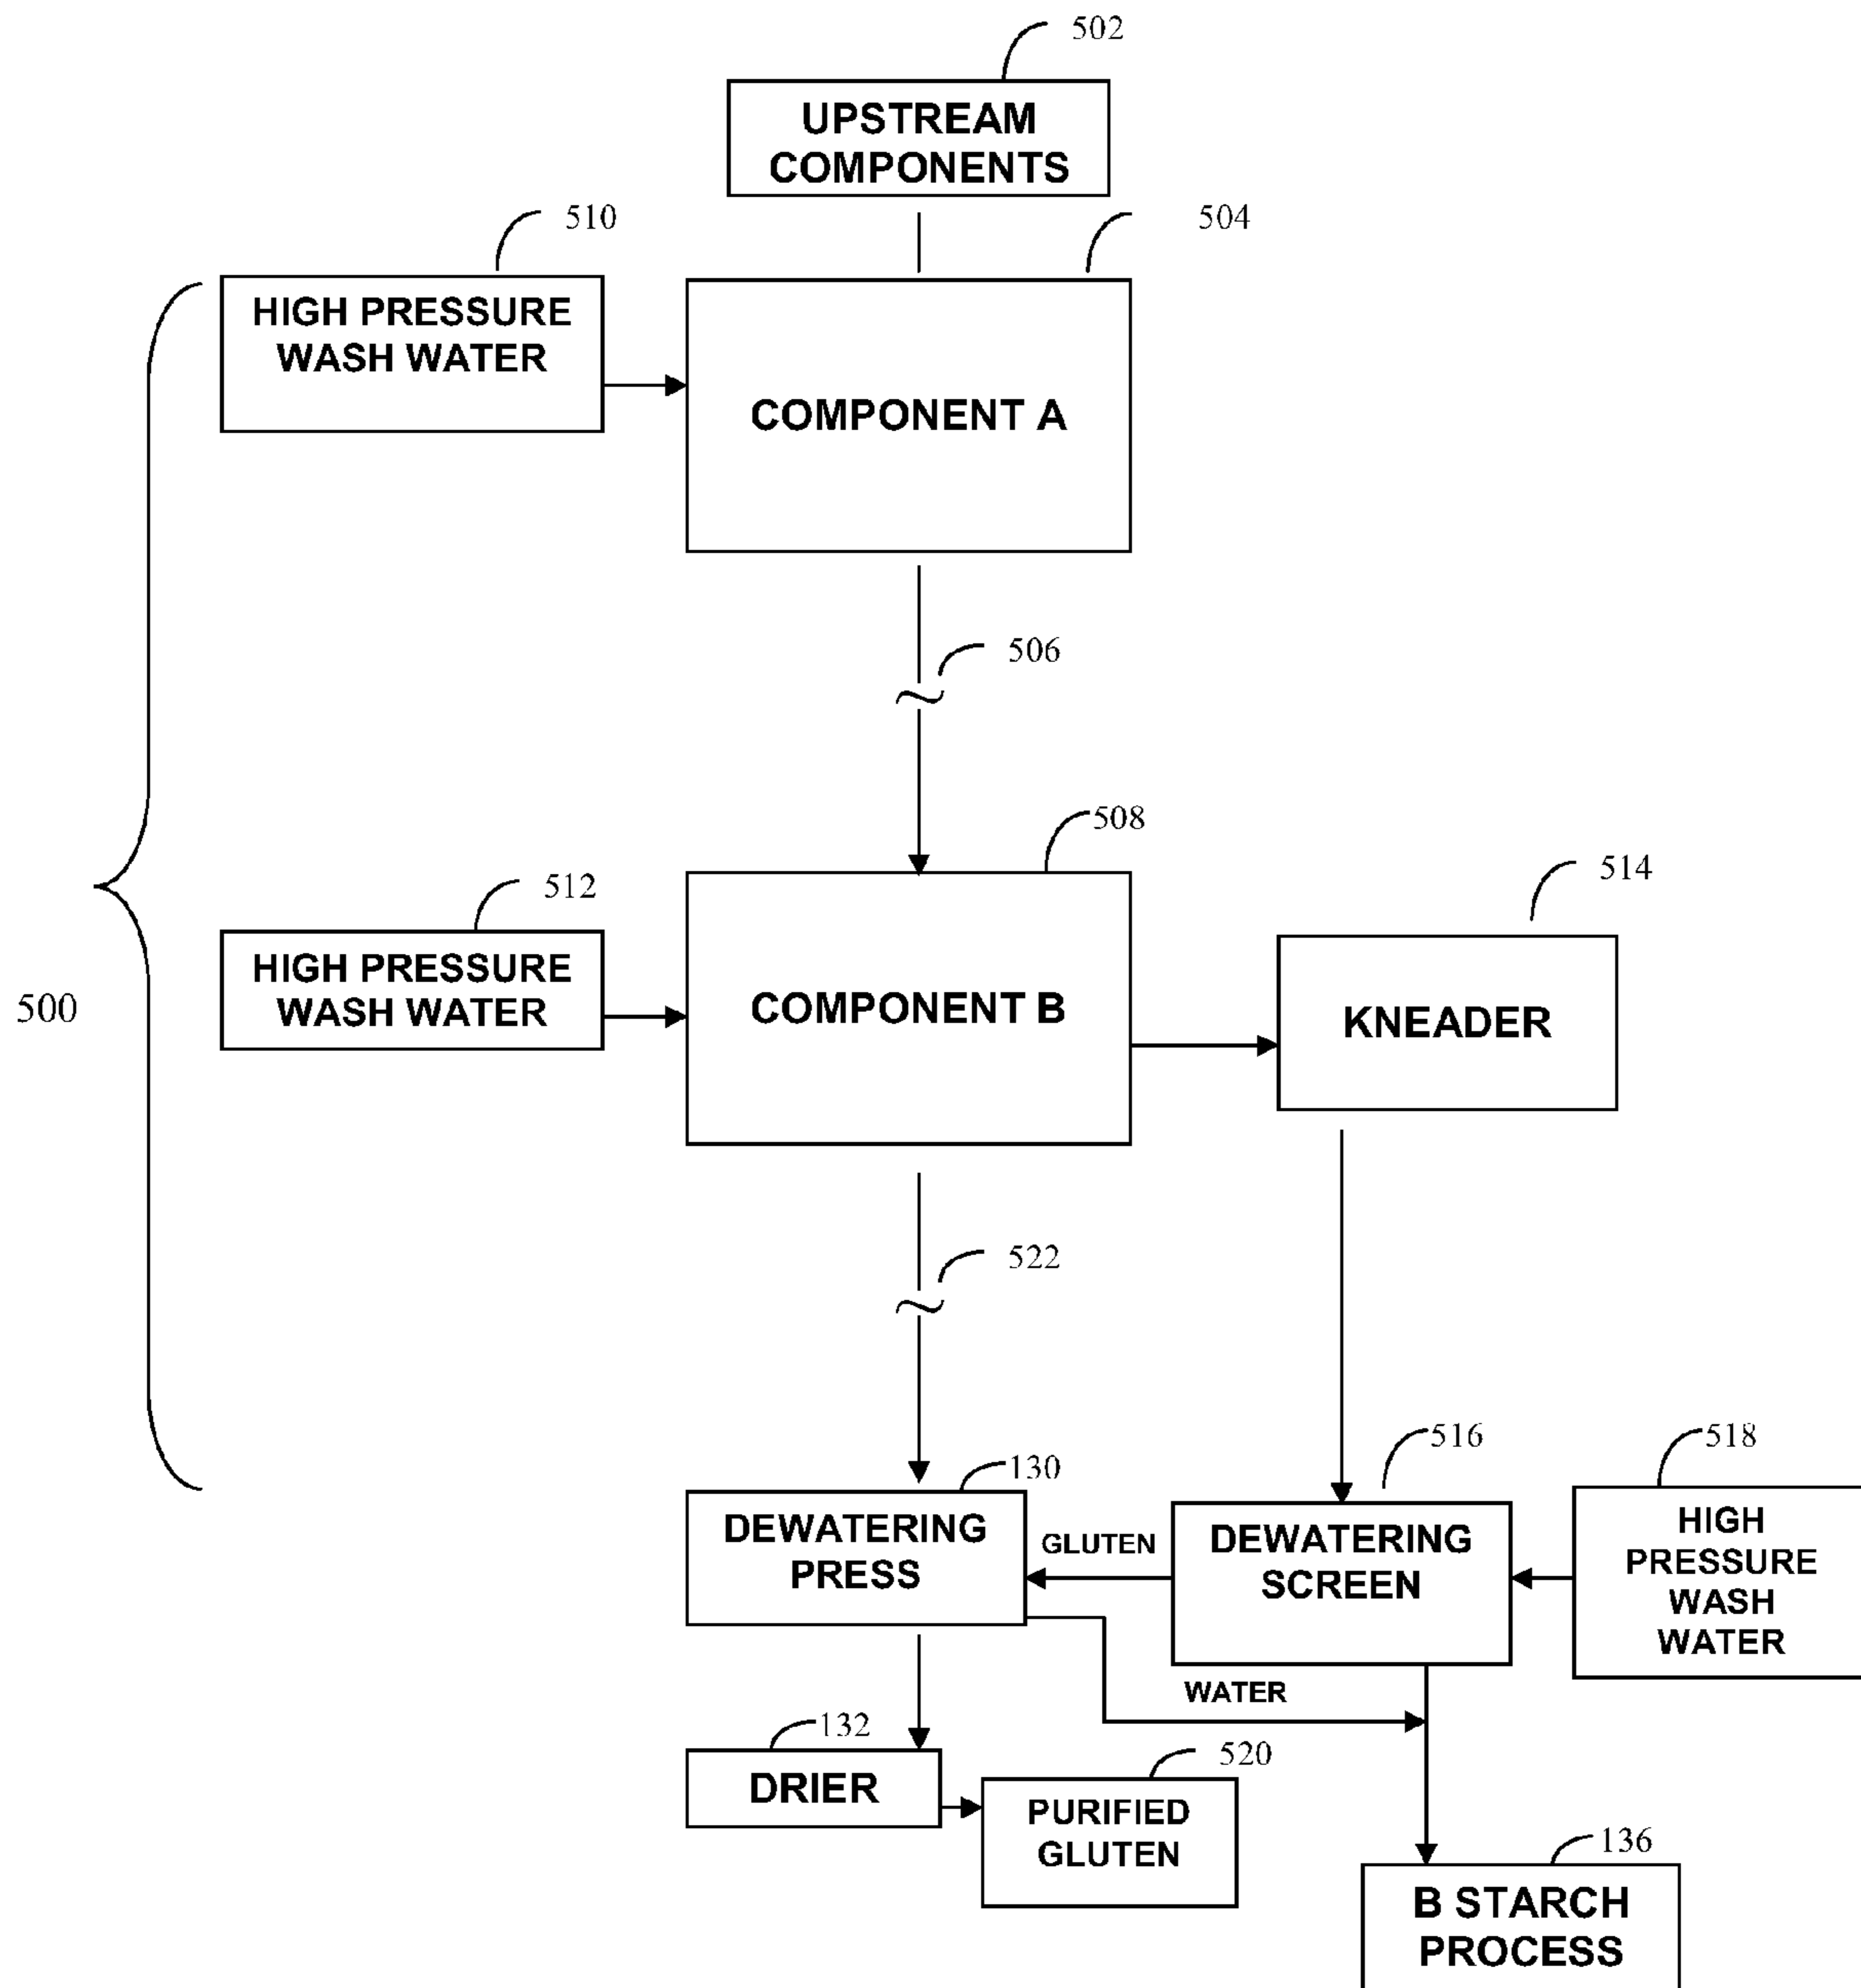 502
UPSTREAM
COMPONENTS
510
504
HIGH PRESSURE
WASH WATER
COMPONENT A
506
508
512
514
HIGH PRESSURE
WASH WATER
COMPONENT B
KNEADER
500
522
516
518
130
DEWATERING
PRESS
GLUTEN
DEWATERING
SCREEN
HIGH
PRESSURE
WASH
WATER
WATER
132
520
DRIER
PURIFIED
GLUTEN
136
B STARCH
PROCESS